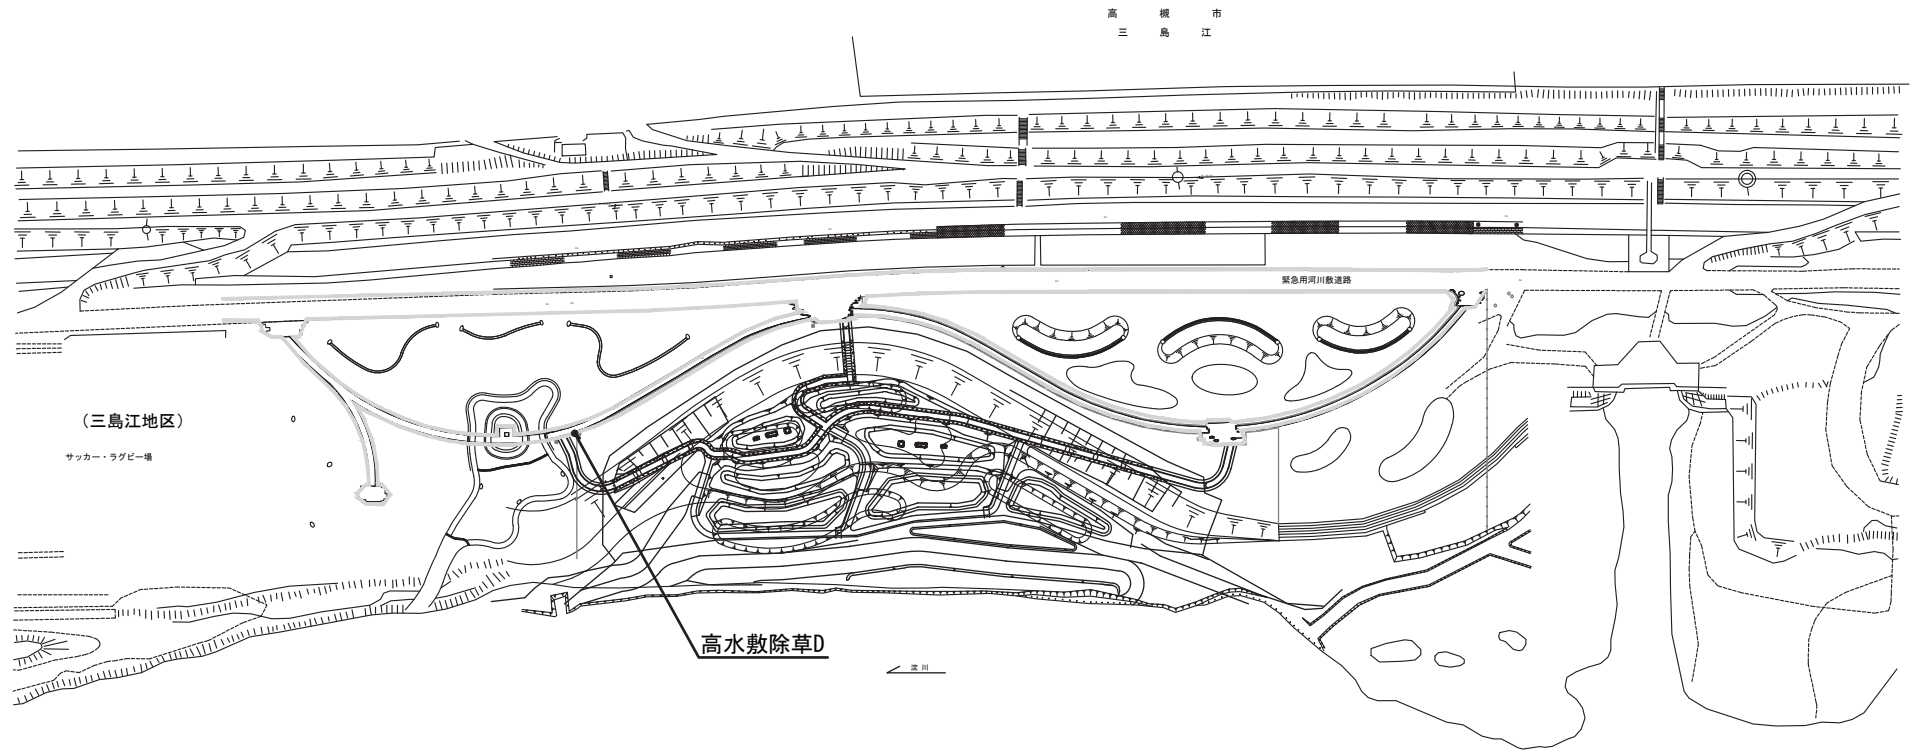 高槻市
三島江
緊急用河川敷道路
（三島江地区）
サッカー・ラグビー場
高水敷除草D
淀川